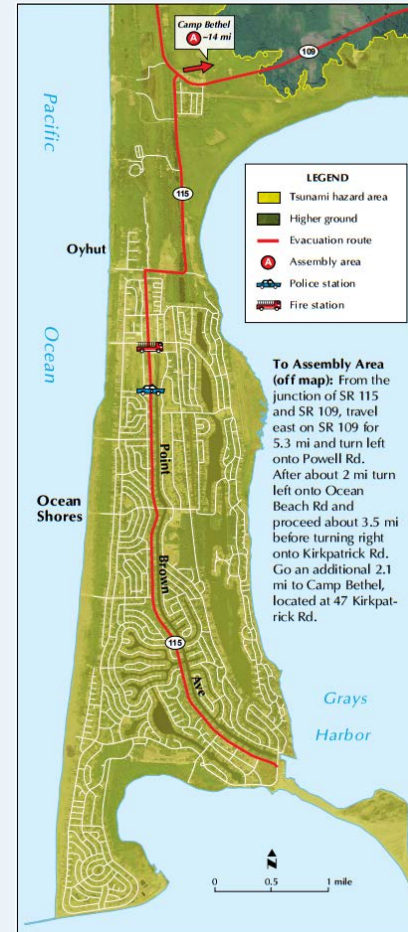 Camp Bethel
A ~14 mi
109
Pacific
115
LEGEND
Tsunami hazard area
Higher ground
Evacuation route
A Assembly area
Police station
Fire station
Oyhut
Ocean
To Assembly Area
(off map): From the
junction of SR 115
and SR 109, travel
east on SR 109 for
5.3 mi and turn left
onto Powell Rd.
After about 2 mi turn
left onto Ocean
Beach Rd and
proceed about 3.5 mi
before turning right
onto Kirkpatrick Rd.
Go an additional 2.1
mi to Camp Bethel,
located at 47 Kirkpat-
rick Rd.
Point
Ocean
Shores
Brown
115
Ave
Grays
Harbor
N
0 0.5 1 mile